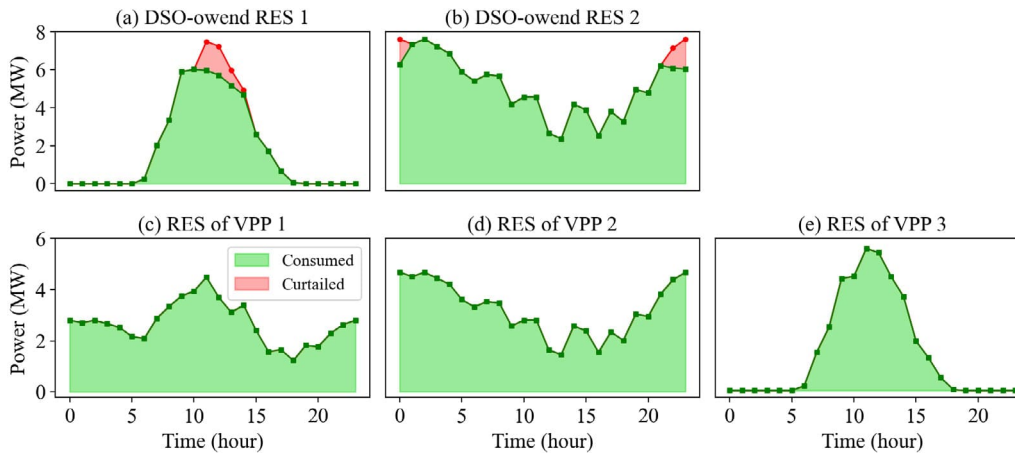 (a) DSO-owend RES 1
(b) DSO-owend RES 2
Power (MW)
8
6
4
2
0
(c) RES of VPP 1
(d) RES of VPP 2
(e) RES of VPP 3
Power (MW)
6
4
2
0
Consumed
Curtailed
0 5 10 15 20
0 5 10 15 20
0 5 10 15 20
Time (hour)
Time (hour)
Time (hour)